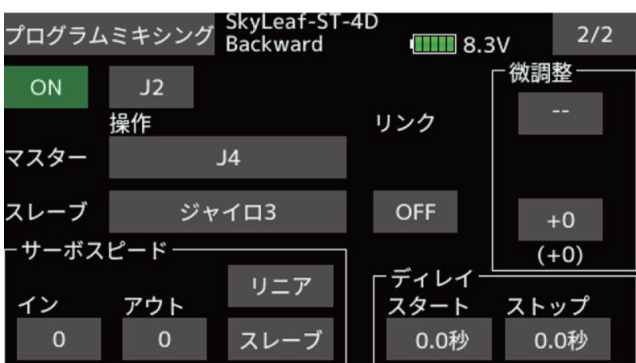 プログラムミキシング SkyLeaf-ST-4D 8.3V 2/2
Backward
ON J2 微調整
操作 リンク --
マスター J4
スレーブ ジャイロ3 OFF +0
(+0)
サーボスピード ディレイ
リニア
イン アウト スタート ストップ
0 0 スレーブ 0.0秒 0.0秒